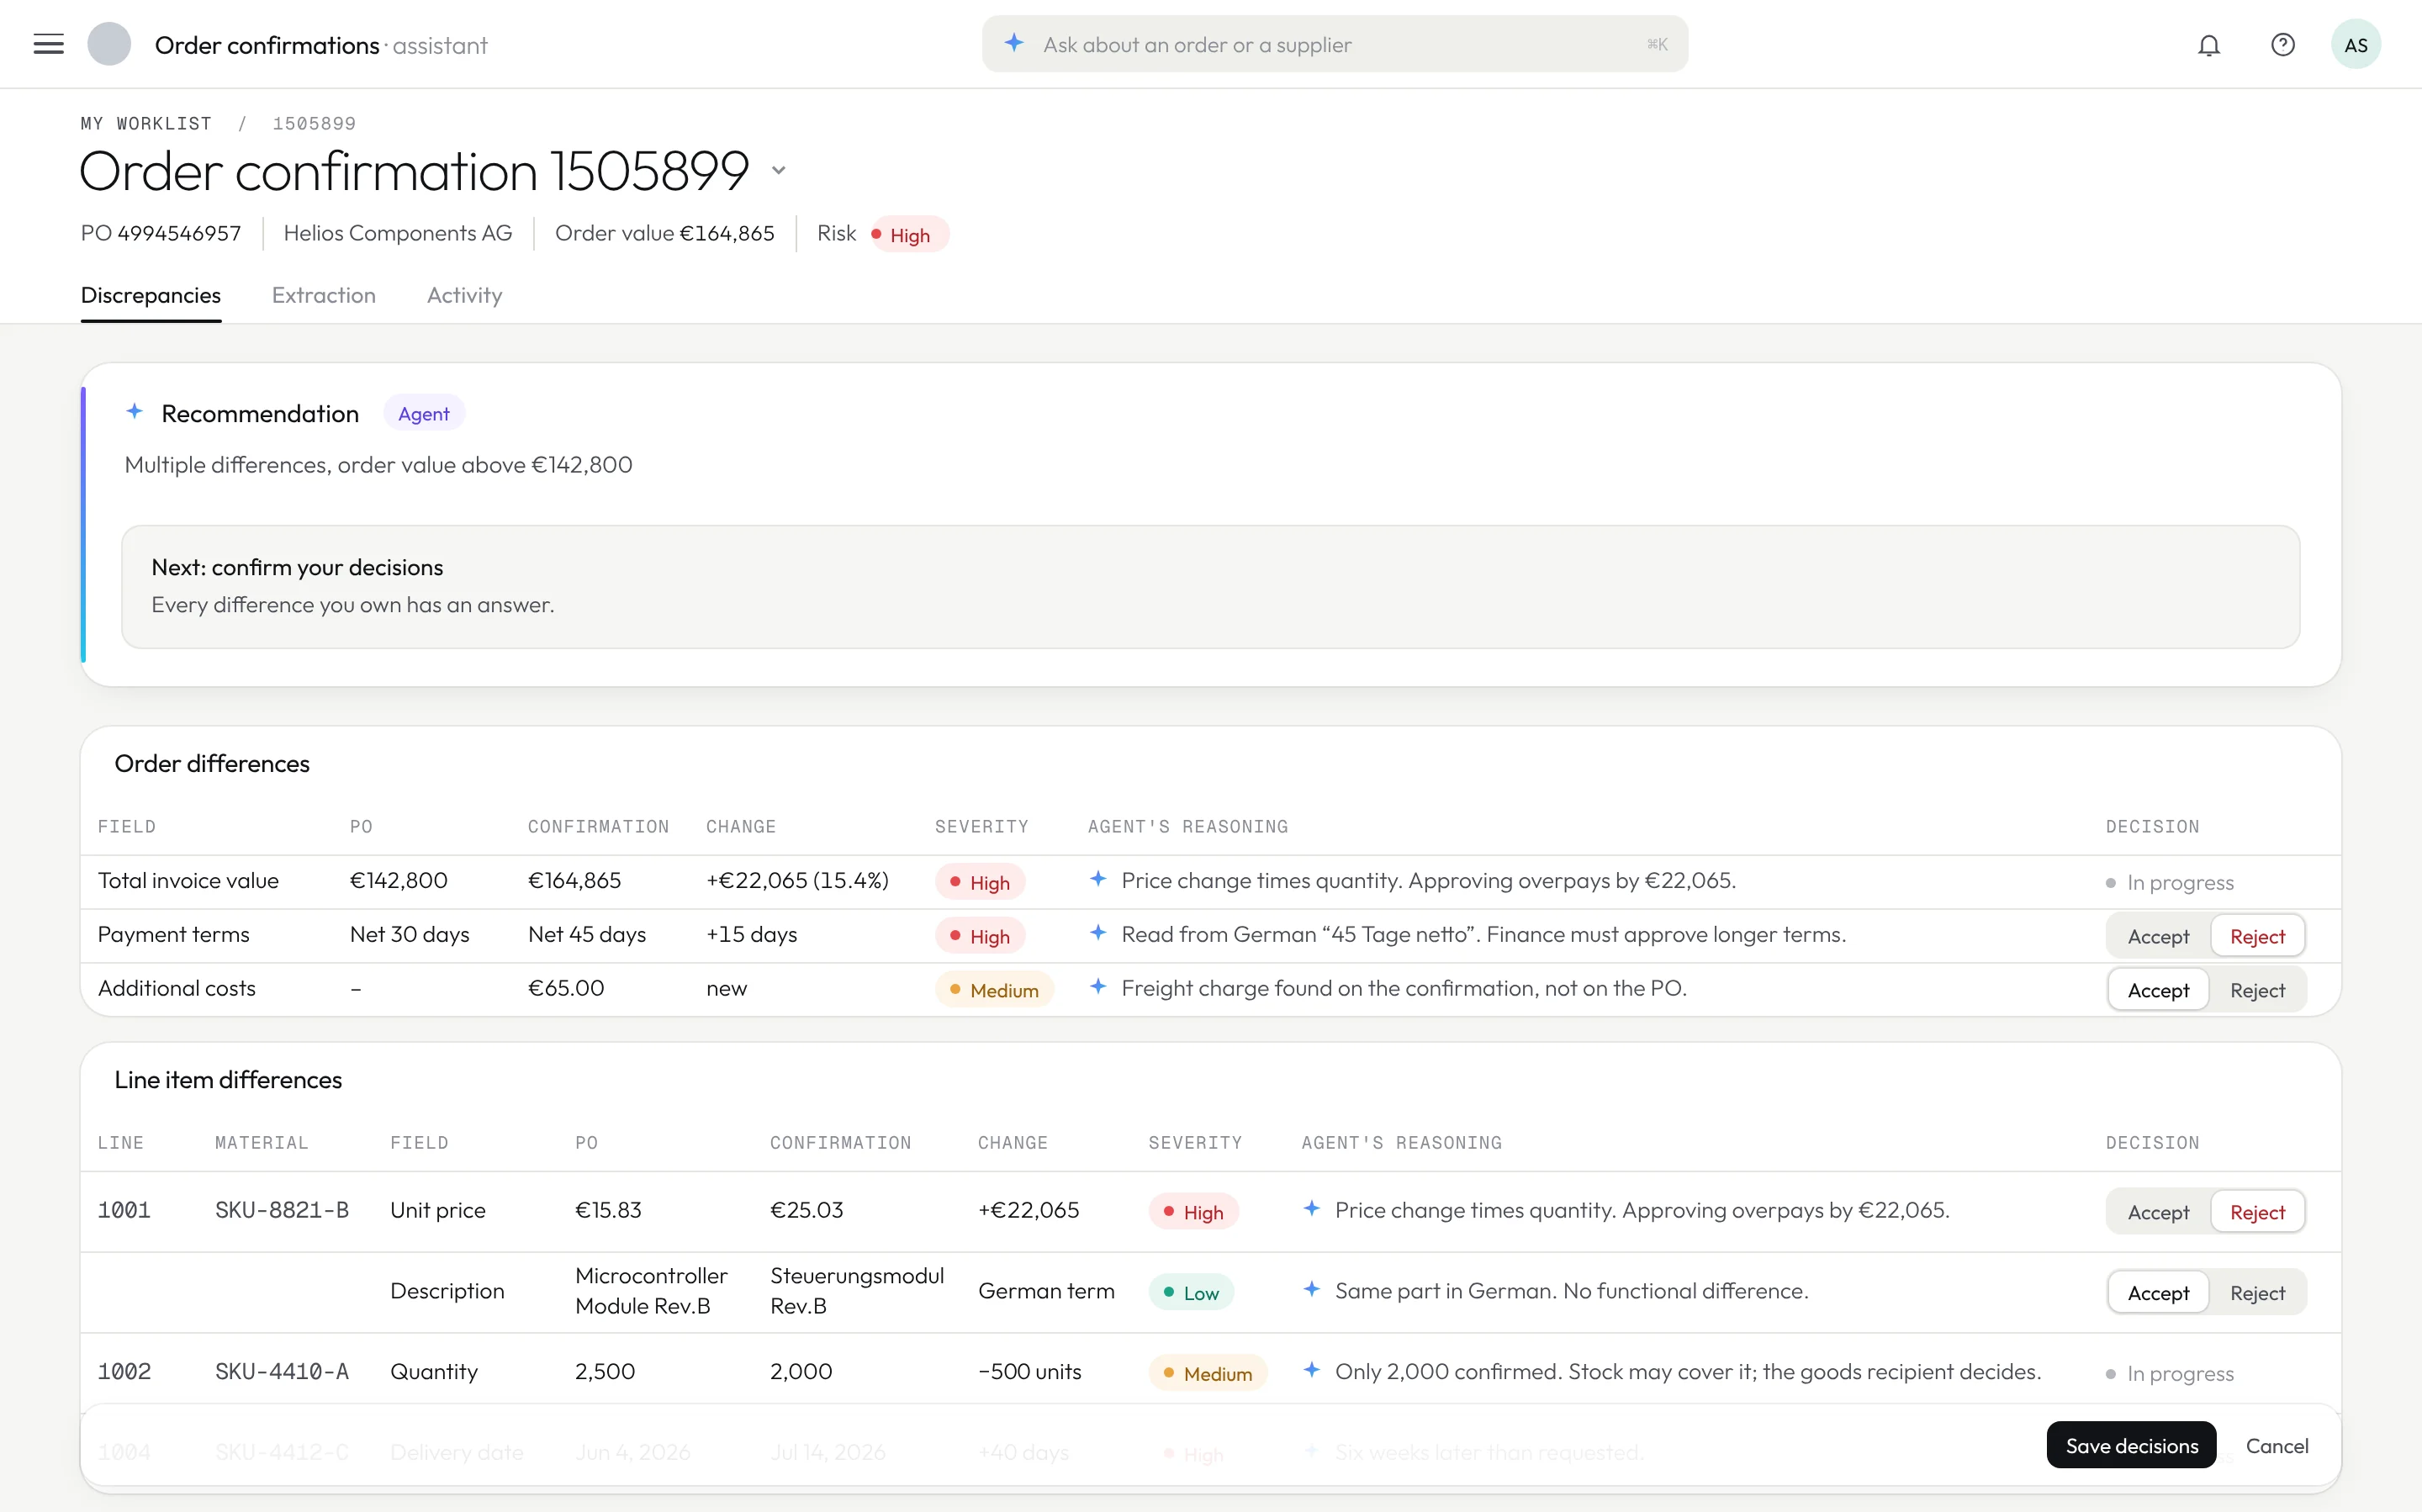 Order confirmations · assistant
Ask about an order or a supplier ⌘K
AS
MY WORKLIST / 1505899
Order confirmation 1505899
PO 4994546957 Helios Components AG Order value €164,865 Risk High
Discrepancies Extraction Activity
Recommendation Agent
Multiple differences, order value above €142,800
Next: confirm your decisions
Every difference you own has an answer.
Order differences
FIELD PO CONFIRMATION CHANGE SEVERITY AGENT'S REASONING DECISION
Total invoice value €142,800 €164,865 +€22,065 (15.4%) High Price change times quantity. Approving overpays by €22,065. In progress
Payment terms Net 30 days Net 45 days +15 days High Read from German “45 Tage netto”. Finance must approve longer terms. Accept Reject
Additional costs – €65.00 new Medium Freight charge found on the confirmation, not on the PO. Accept Reject
Line item differences
LINE MATERIAL FIELD PO CONFIRMATION CHANGE SEVERITY AGENT'S REASONING DECISION
1001 SKU-8821-B Unit price €15.83 €25.03 +€22,065 High Price change times quantity. Approving overpays by €22,065. Accept Reject
Description Microcontroller Steuerungsmodul German term Low Same part in German. No functional difference. Accept Reject
Module Rev.B Rev.B
1002 SKU-4410-A Quantity 2,500 2,000 −500 units Medium Only 2,000 confirmed. Stock may cover it; the goods recipient decides. In progress
1004 SKU-4412-C Delivery date Jun 4, 2026 Jul 14, 2026 +40 days High Six weeks later than requested.
Save decisions Cancel